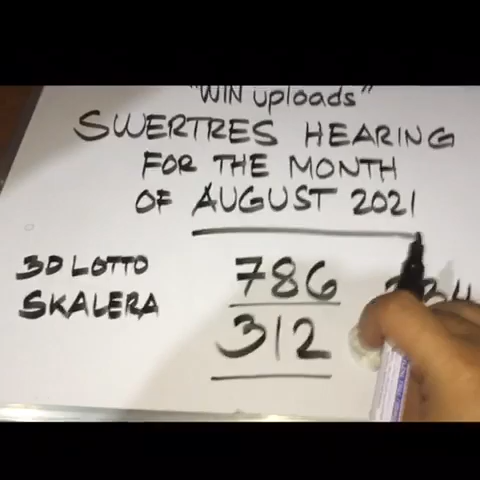 "WIN uploads"
SWERTRES HEARING
FOR THE MONTH
OF AUGUST 2021
3D LOTTO
SKALERA
786
312